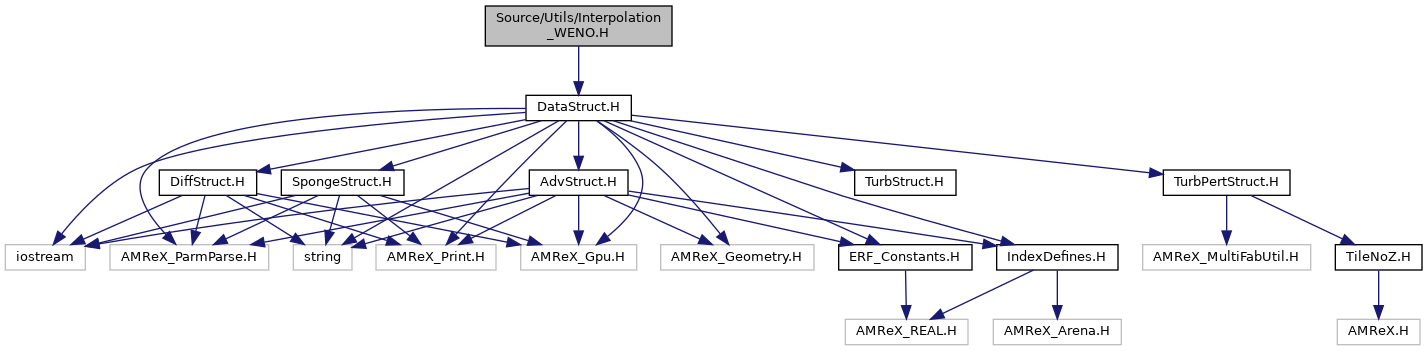 Source/Utils/Interpolation
_WENO.H
DataStruct.H
DiffStruct.H
SpongeStruct.H
AdvStruct.H
TurbStruct.H
TurbPertStruct.H
iostream
AMReX_ParmParse.H
string
AMReX_Print.H
AMReX_Gpu.H
AMReX_Geometry.H
ERF_Constants.H
IndexDefines.H
AMReX_MultiFabUtil.H
TileNoZ.H
AMReX_REAL.H
AMReX_Arena.H
AMReX.H